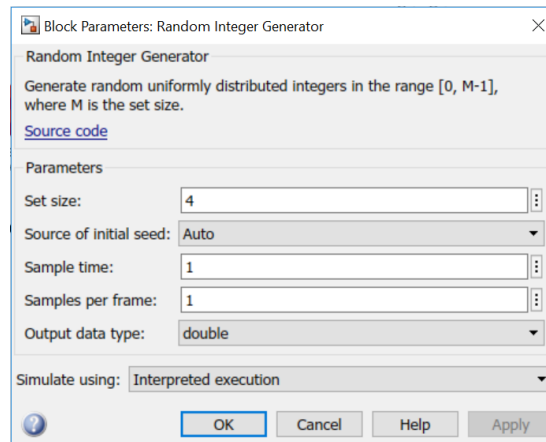 Block Parameters: Random Integer Generator
Random Integer Generator
Generate random uniformly distributed integers in the range [0, M-1],
where M is the set size.
Source code
Parameters
Set size: 4
Source of initial seed: Auto
Sample time: 1
Samples per frame: 1
Output data type: double
Simulate using: Interpreted execution
OK Cancel Help Apply